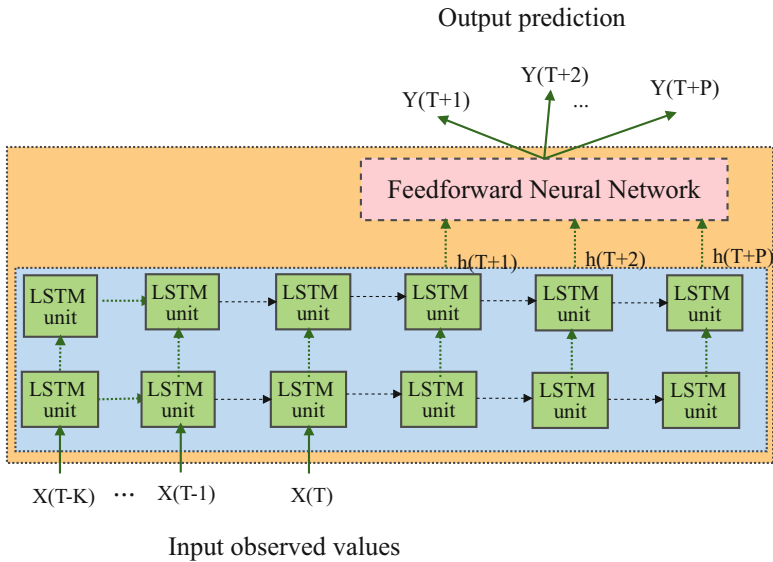 Output prediction
Y(T+1)
Y(T+2)
...
Y(T+P)
Feedforward Neural Network
h(T+1)
h(T+2)
h(T+P)
LSTM
unit
LSTM
unit
LSTM
unit
LSTM
unit
LSTM
unit
LSTM
unit
LSTM
unit
LSTM
unit
LSTM
unit
LSTM
unit
LSTM
unit
LSTM
unit
X(T-K)
...
X(T-1)
X(T)
Input observed values